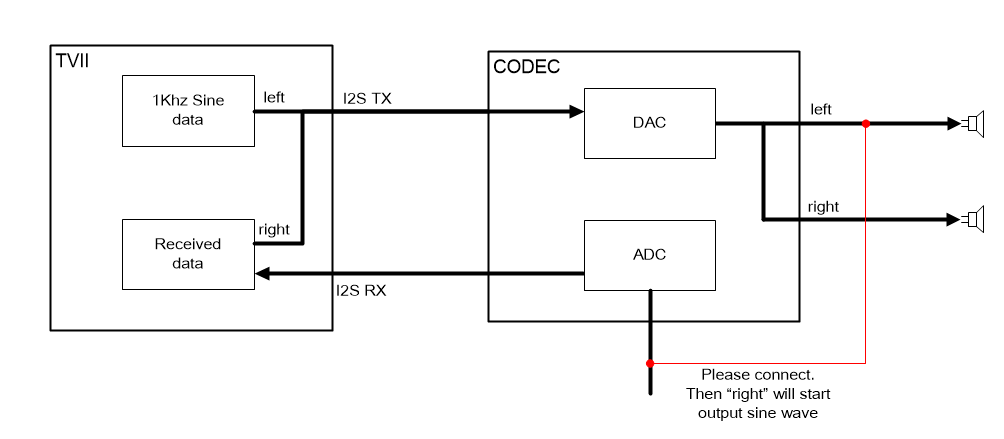 TVII
1Khz Sine
data
left
I2S TX
Received
data
right
I2S RX
CODEC
DAC
ADC
left
right
Please connect.
Then “right” will start
output sine wave